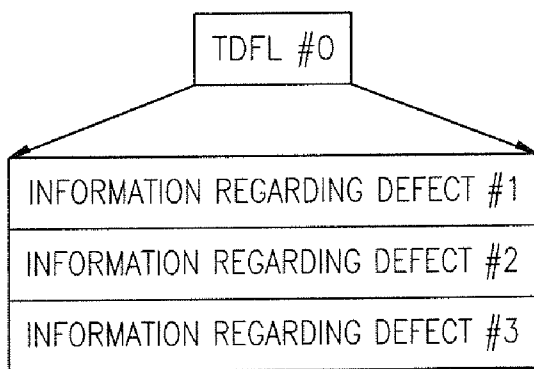 TDFL #0
INFORMATION REGARDING DEFECT #1
INFORMATION REGARDING DEFECT #2
INFORMATION REGARDING DEFECT #3